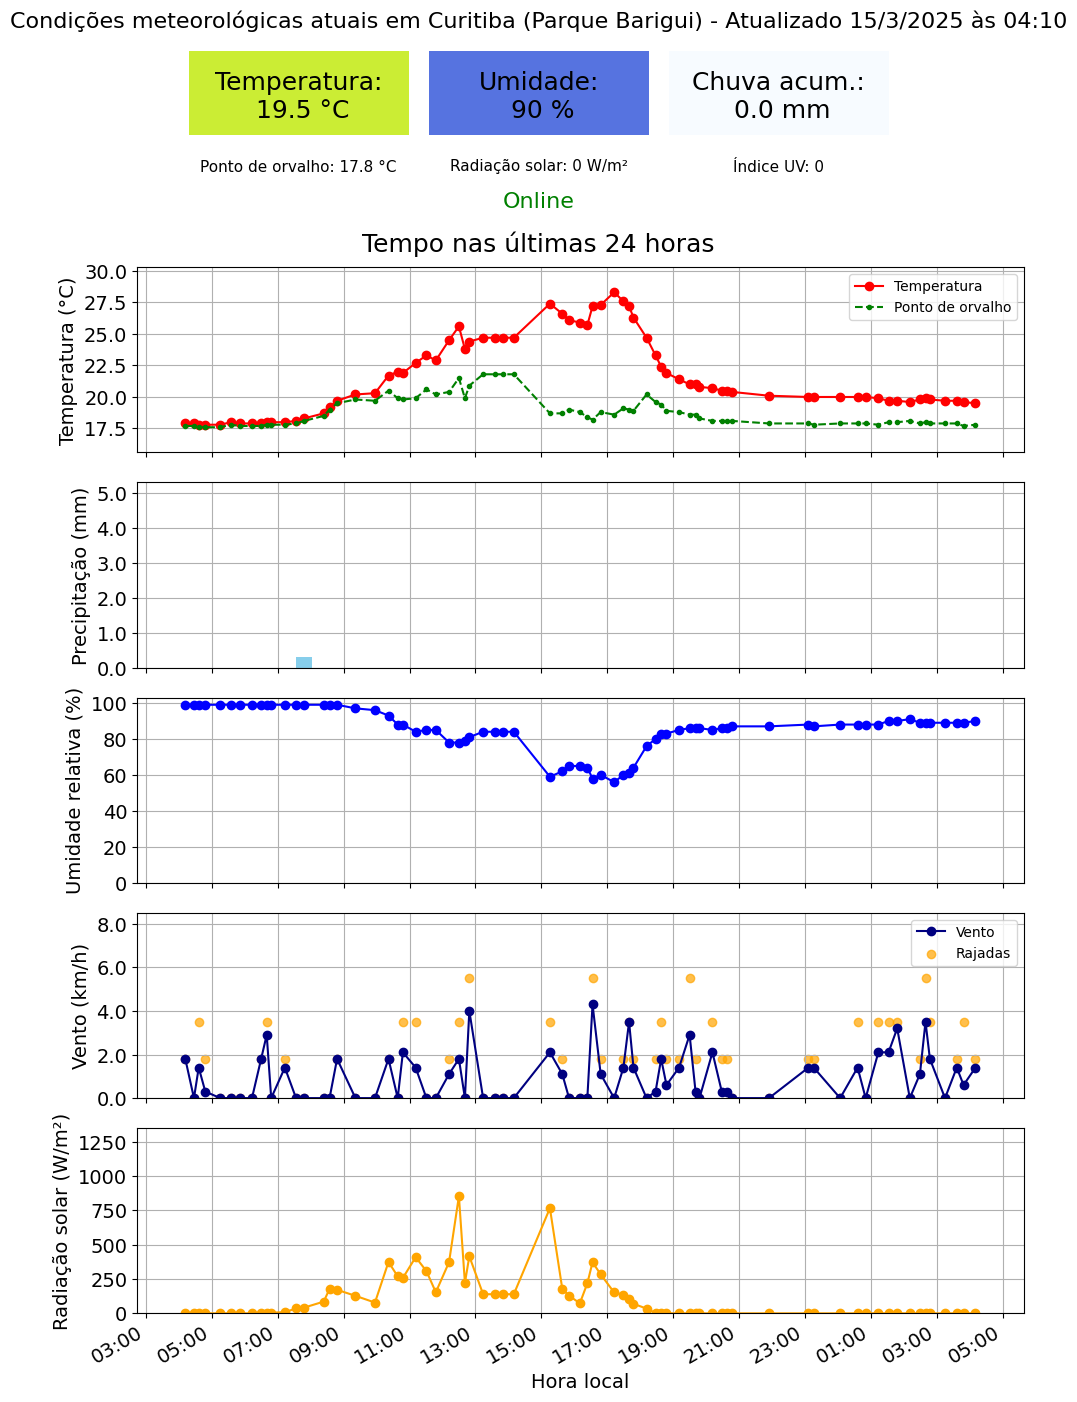 Condições meteorológicas atuais em Curitiba (Parque Barigui) - Atualizado 15/3/2025 às 04:10
Temperatura:
19.5 °C
Umidade:
90 %
Chuva acum.:
0.0 mm
Ponto de orvalho: 17.8 °C
Radiação solar: 0 W/m²
Índice UV: 0
Online
Tempo nas últimas 24 horas
Temperatura (°C)
30.0
27.5
25.0
22.5
20.0
17.5
Temperatura
Ponto de orvalho
Precipitação (mm)
5.0
4.0
3.0
2.0
1.0
0.0
Umidade relativa (%)
100
80
60
40
20
0
Vento (km/h)
8.0
6.0
4.0
2.0
0.0
Vento
Rajadas
Radiação solar (W/m²)
1250
1000
750
500
250
0
03:00
05:00
07:00
09:00
11:00
13:00
15:00
17:00
19:00
21:00
23:00
01:00
03:00
05:00
Hora local